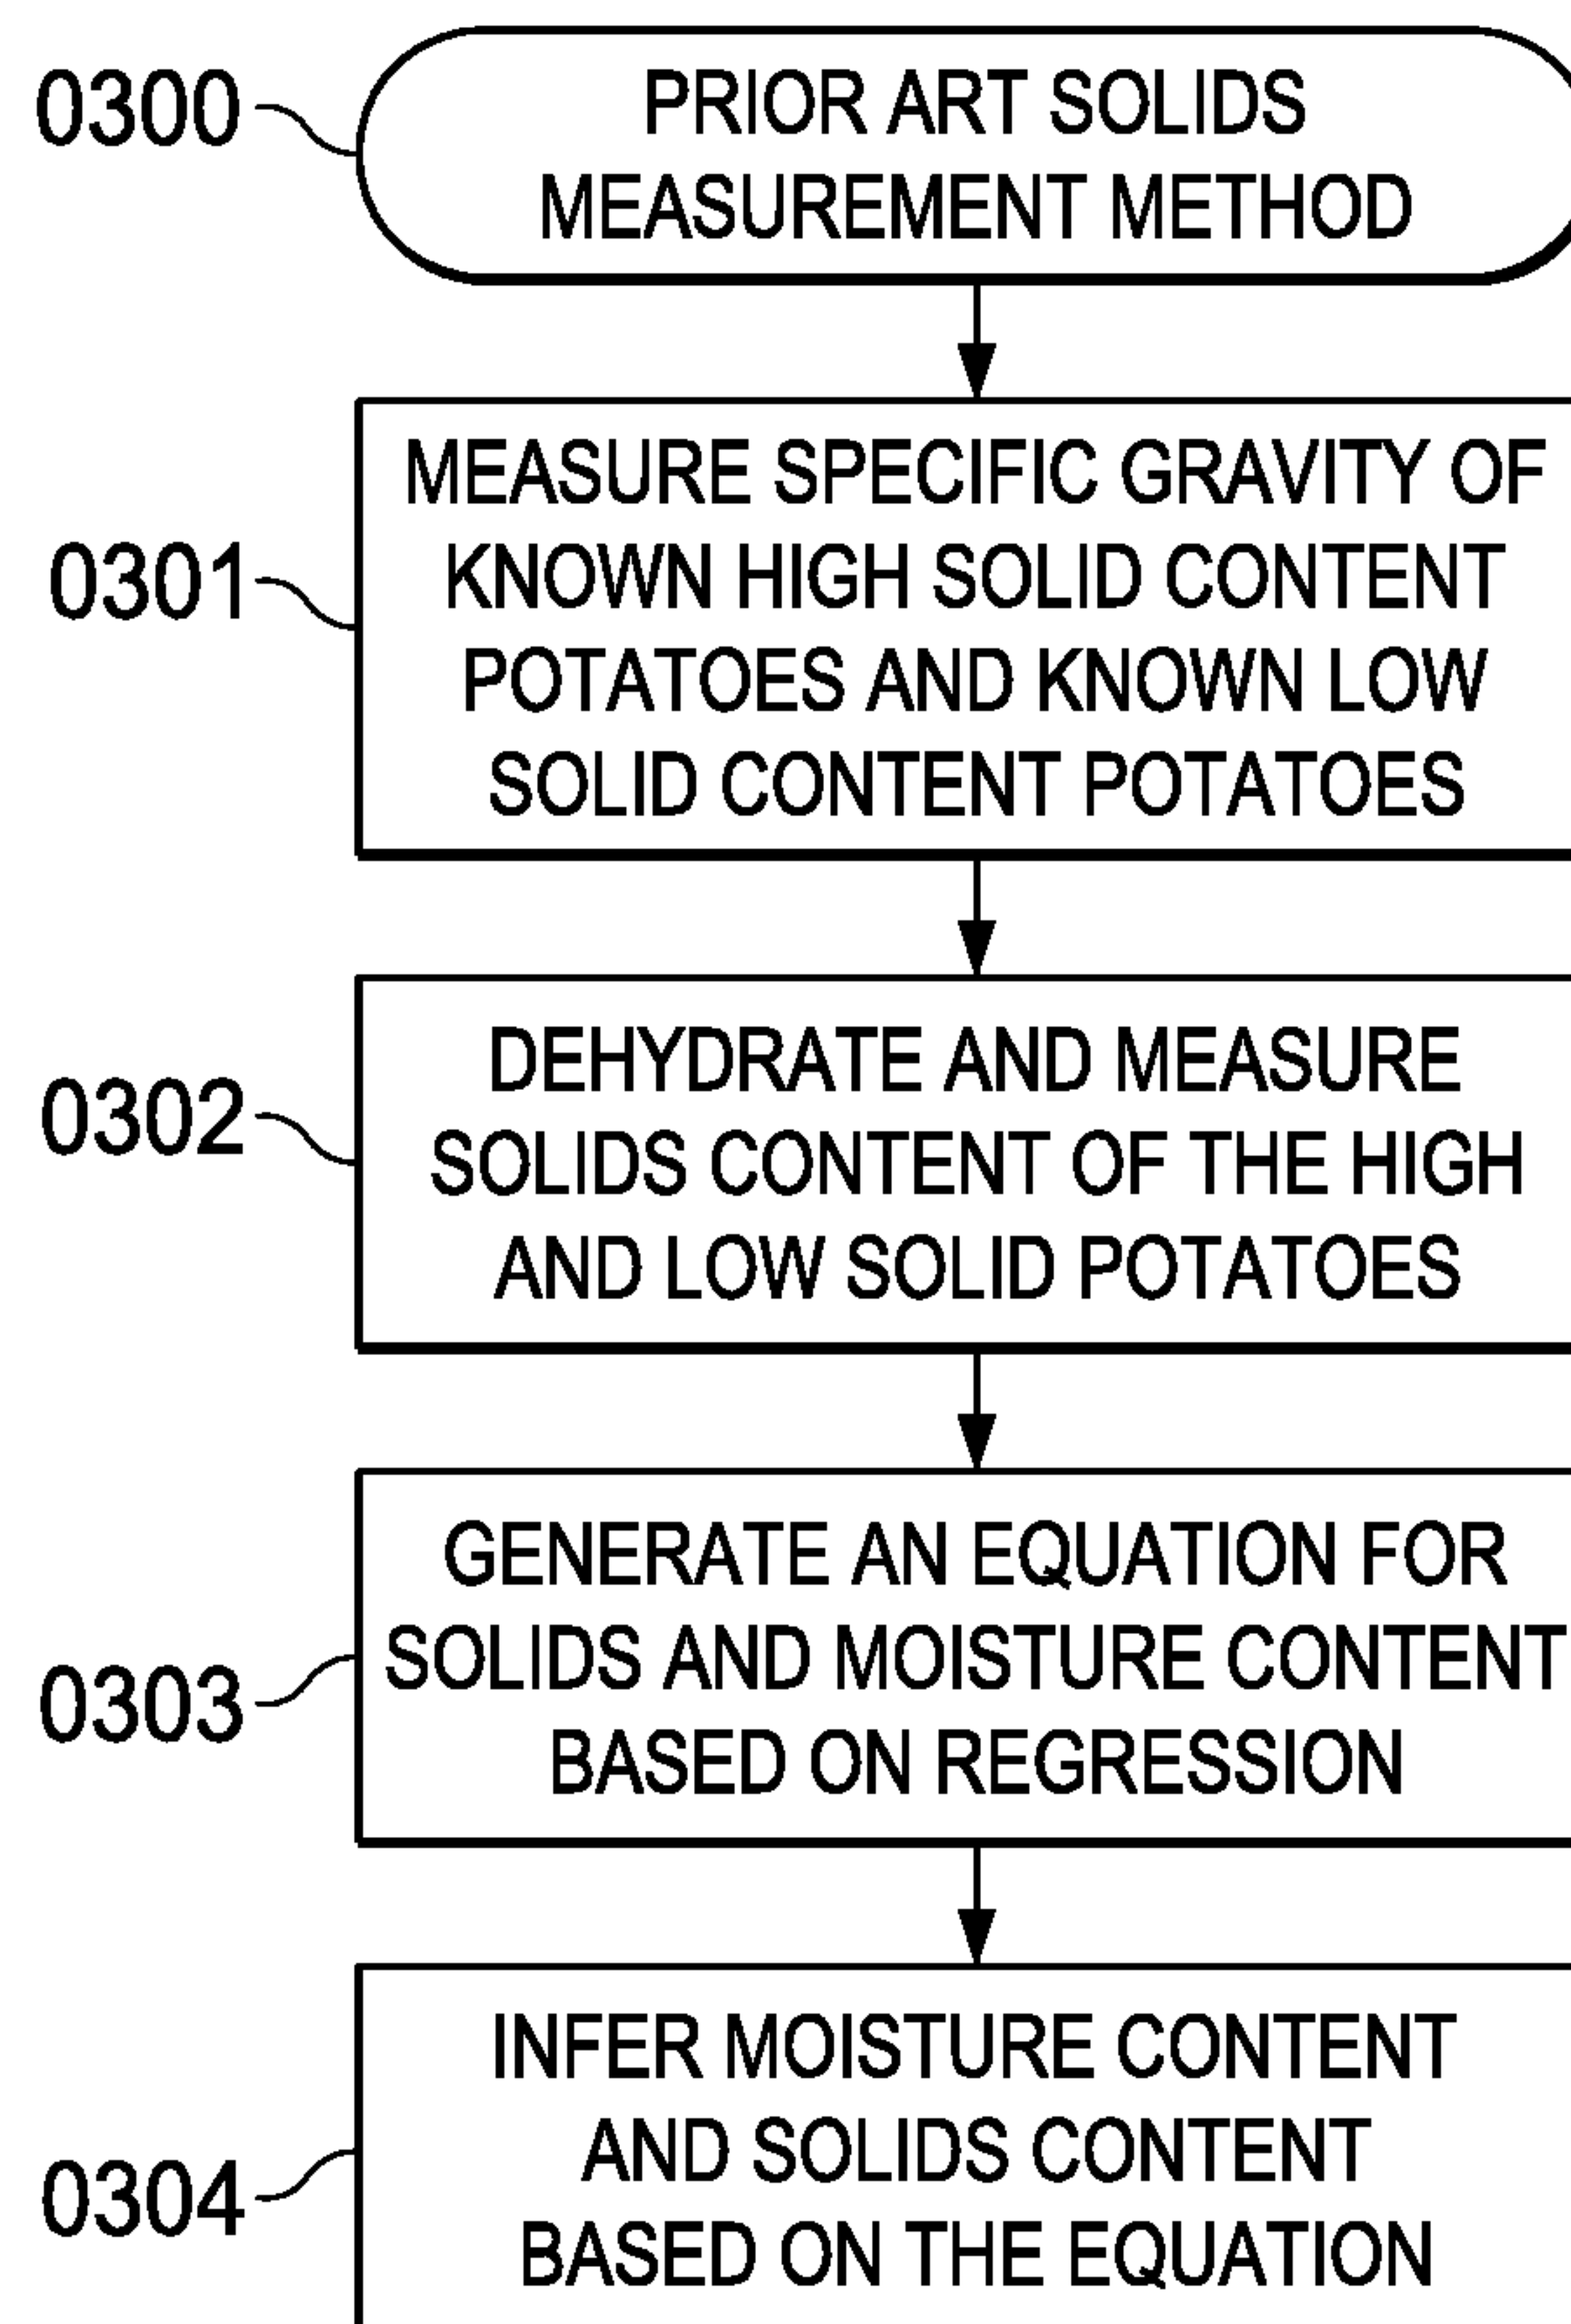 0300
PRIOR ART SOLIDS
MEASUREMENT METHOD
0301
MEASURE SPECIFIC GRAVITY OF
KNOWN HIGH SOLID CONTENT
POTATOES AND KNOWN LOW
SOLID CONTENT POTATOES
0302
DEHYDRATE AND MEASURE
SOLIDS CONTENT OF THE HIGH
AND LOW SOLID POTATOES
0303
GENERATE AN EQUATION FOR
SOLIDS AND MOISTURE CONTENT
BASED ON REGRESSION
0304
INFER MOISTURE CONTENT
AND SOLIDS CONTENT
BASED ON THE EQUATION